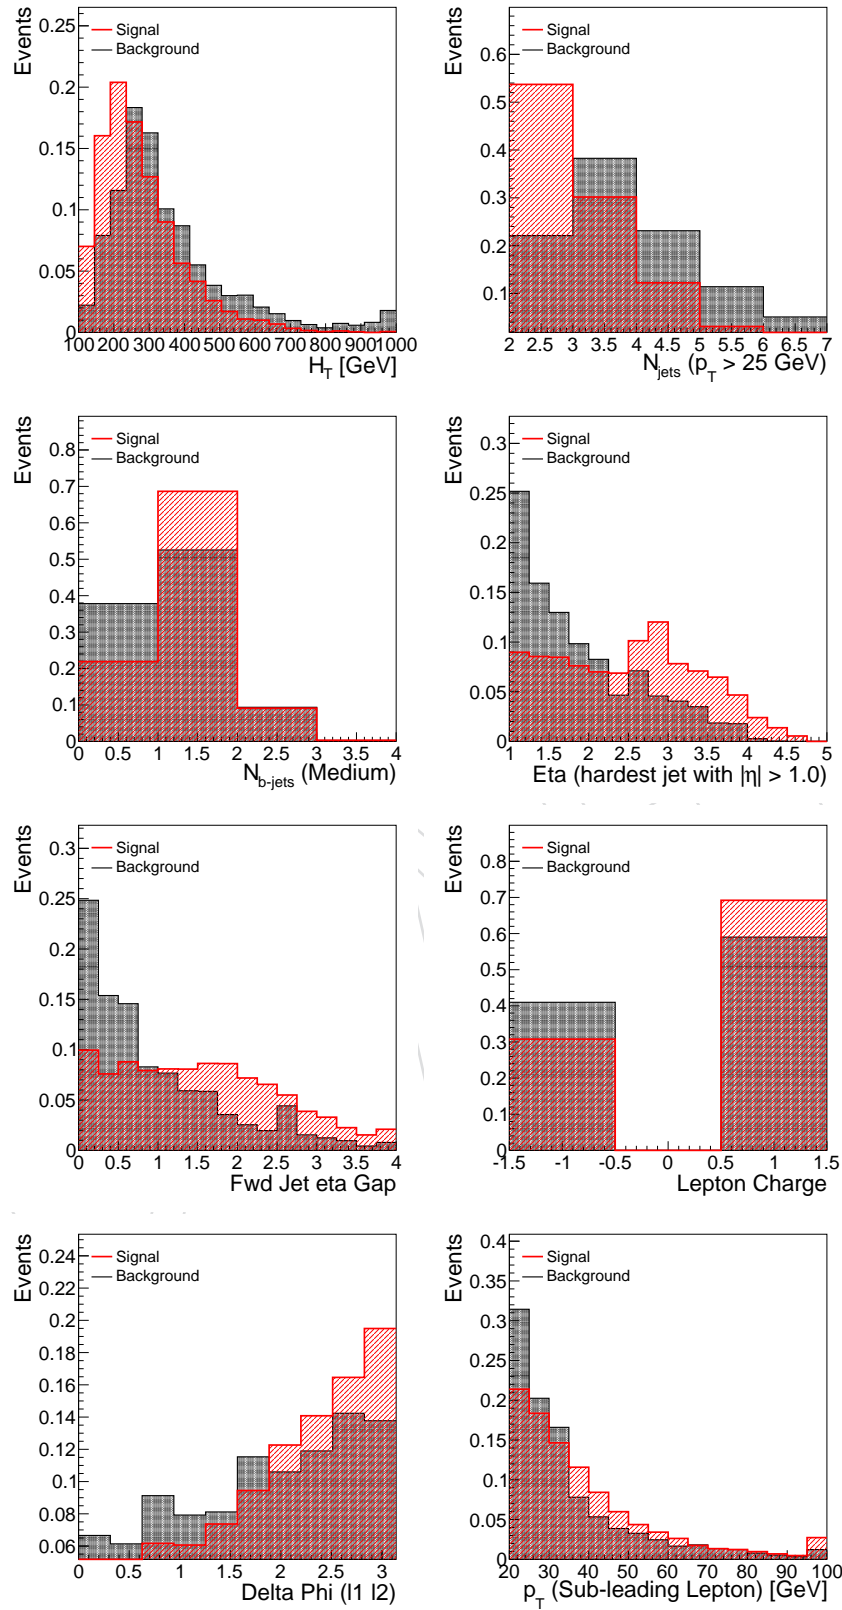 Events
0.25
0.2
0.15
0.1
0.05
0
Signal
Background
100 200 300 400 500 600 700 800 900 1000
H_T [GeV]
Events
0.6
0.5
0.4
0.3
0.2
0.1
Signal
Background
2 2.5 3 3.5 4 4.5 5 5.5 6 6.5 7
N_jets (p_T > 25 GeV)
Events
0.8
0.7
0.6
0.5
0.4
0.3
0.2
0.1
0
Signal
Background
0 0.5 1 1.5 2 2.5 3 3.5 4
N_b-jets (Medium)
Events
0.3
0.25
0.2
0.15
0.1
0.05
0
Signal
Background
1 1.5 2 2.5 3 3.5 4 4.5 5
Eta (hardest jet with |η| > 1.0)
Events
0.3
0.25
0.2
0.15
0.1
0.05
0
Signal
Background
0 0.5 1 1.5 2 2.5 3 3.5 4
Fwd Jet eta Gap
Events
0.8
0.7
0.6
0.5
0.4
0.3
0.2
0.1
0
Signal
Background
-1.5 -1 -0.5 0 0.5 1 1.5
Lepton Charge
Events
0.24
0.22
0.2
0.18
0.16
0.14
0.12
0.1
0.08
0.06
Signal
Background
0 0.5 1 1.5 2 2.5 3
Delta Phi (l1 l2)
Events
0.4
0.35
0.3
0.25
0.2
0.15
0.1
0.05
0
Signal
Background
20 30 40 50 60 70 80 90 100
p_T (Sub-leading Lepton) [GeV]